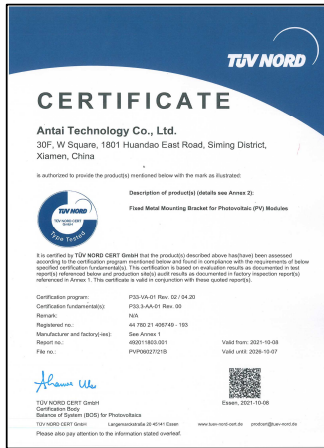 TÜV NORD
CERTIFICATE
Antai Technology Co., Ltd.
30F, W Square, 1801 Huandao East Road, Siming District,
Xiamen, China
is authorized to provide the product(s) mentioned below with the mark as illustrated:
Description of product(s) (details see Annex 2):
Fixed Metal Mounting Bracket for Photovoltaic (PV) Modules
TÜV NORD
TÜV NORD CERT
GmbH
Type Tested
It is certified by TÜV NORD CERT GmbH that the product(s) described above has(have) been assessed
according to the certification program mentioned below and found in compliance with the requirements of below
specified certification fundamental(s). This certification is based on evaluation results as documented in test
report(s) referenced below and production site(s) audit results as documented in factory inspection report(s)
referenced in Annex 1. This certificate is valid in conjunction with these quoted report(s).
Certification program: P33-VA-01 Rev. 02 / 04.20
Certification fundamental(s): P33.3-AA-01 Rev. 00
Remark: N/A
Registered no.: 44 780 21 406749 - 193
Manufacturer and factory(-ies): See Annex 1
Report no.: 492011803.001 Valid from: 2021-10-08
File no.: PVP06027/21B Valid until: 2026-10-07
TÜV NORD CERT GmbH Essen, 2021-10-08
Certification Body
Balance of System (BOS) for Photovoltaics
TÜV NORD CERT GmbH Langemarckstraße 20 45141 Essen www.tuev-nord-cert.de prodcert@tuev-nord.de
Please also pay attention to the information stated overleaf.